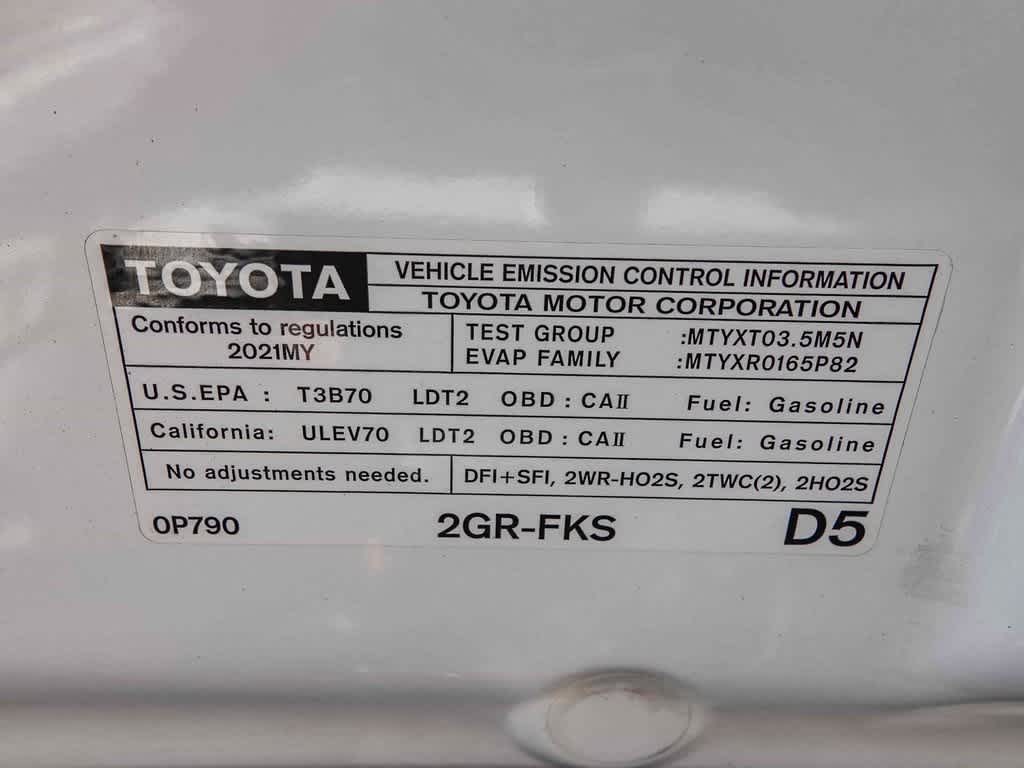 TOYOTA
VEHICLE EMISSION CONTROL INFORMATION
TOYOTA MOTOR CORPORATION
Conforms to regulations
2021MY
TEST GROUP :MTYXT03.5M5N
EVAP FAMILY :MTYXR0165P82
U.S.EPA : T3B70 LDT2 OBD : CAII Fuel: Gasoline
California: ULEV70 LDT2 OBD : CAII Fuel: Gasoline
No adjustments needed.
DFI+SFI, 2WR-HO2S, 2TWC(2), 2HO2S
0P790 2GR-FKS D5